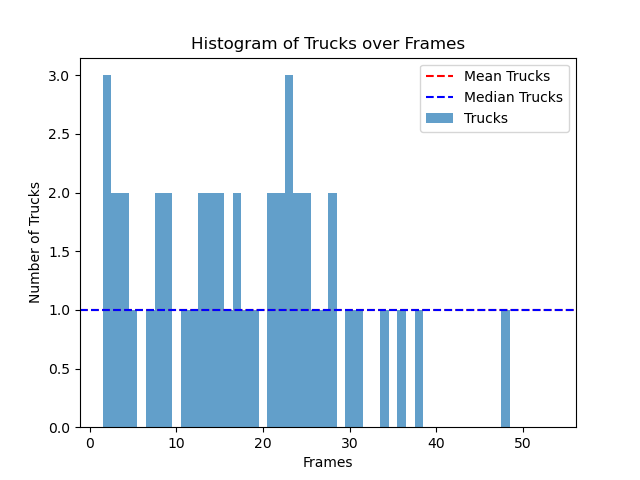 Histogram of Trucks over Frames
3.0
2.5
2.0
1.5
1.0
0.5
0.0
Number of Trucks
Mean Trucks
Median Trucks
Trucks
0 10 20 30 40 50
Frames